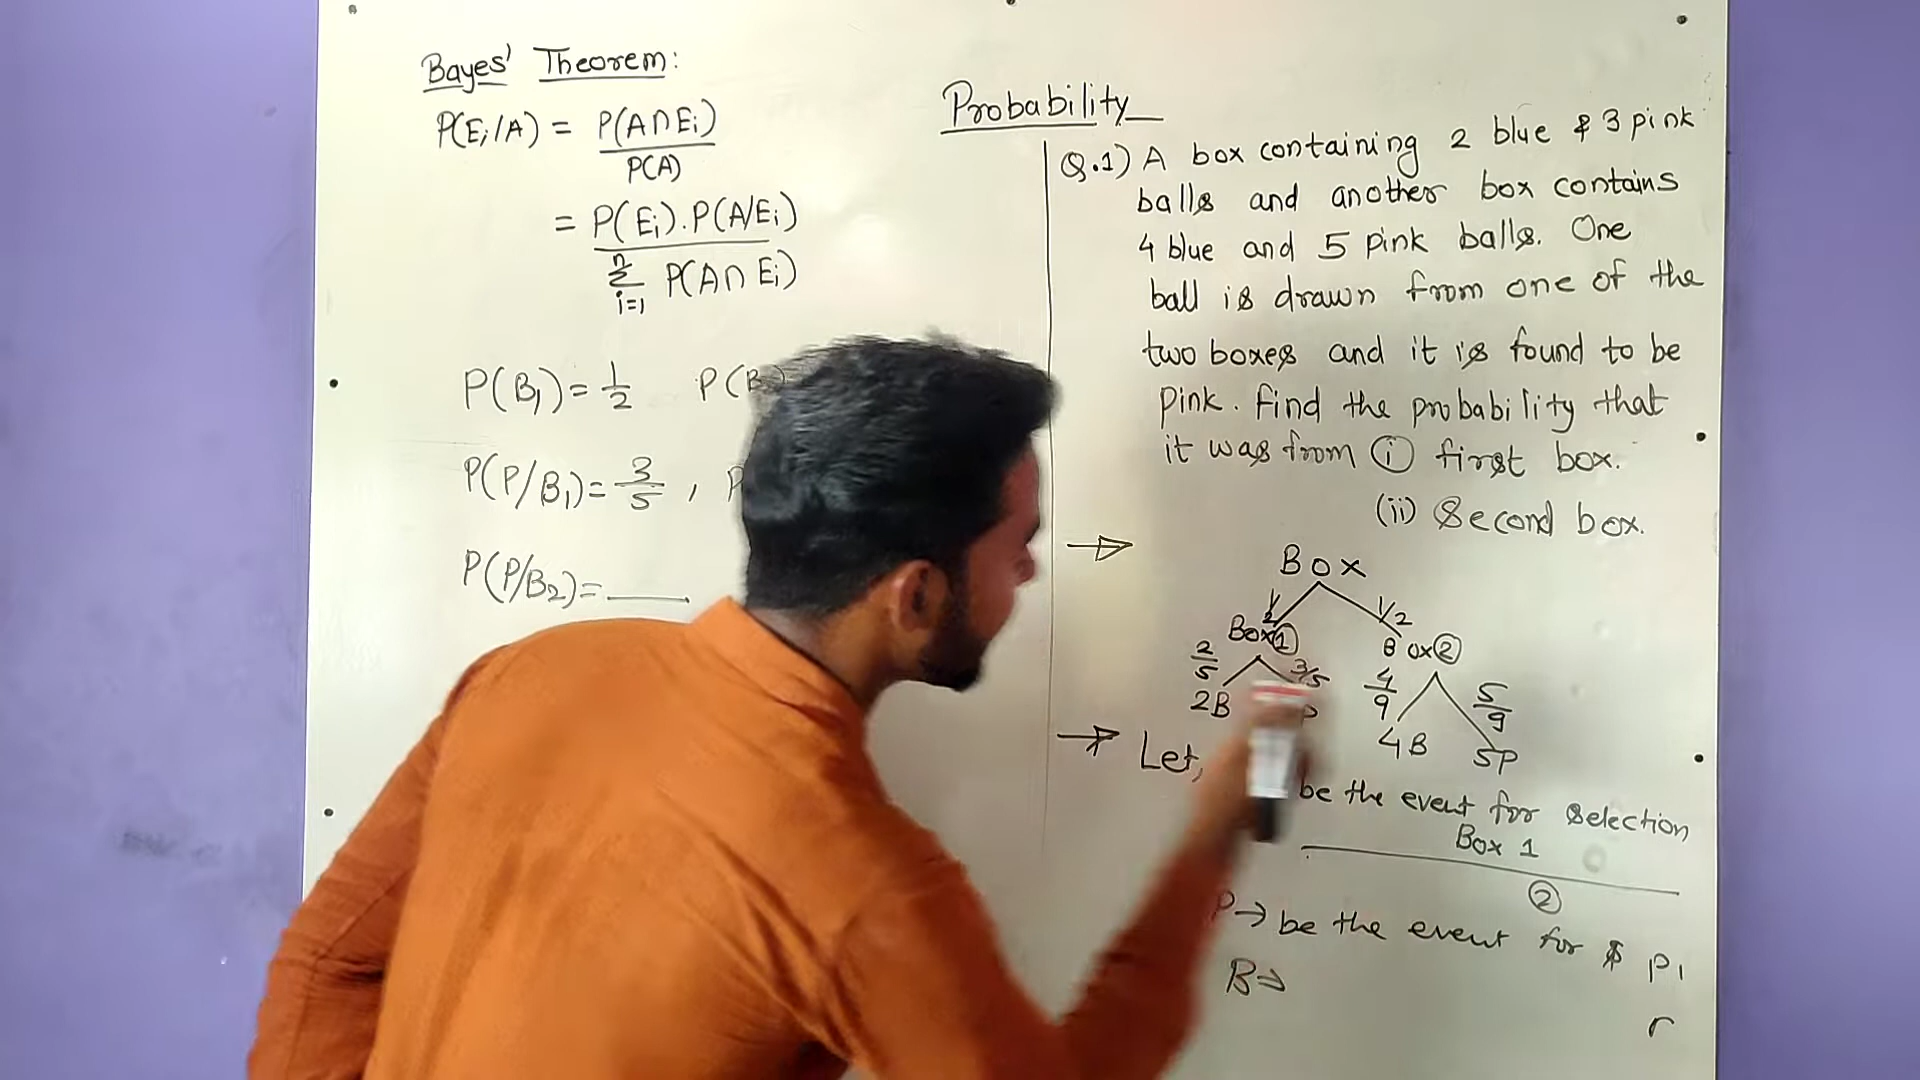 Bayes' Theorem:
P(Ei/A) = P(A∩Ei)
P(A)
= P(Ei).P(A/Ei)
n
Σ P(A∩Ei)
i=1
P(B1)= 1/2 P(B
P(P/B1)= 3/5 , P
P(P/B2)= ____
Probability
Q.1) A box containing 2 blue & 3 pink
balls and another box contains
4 blue and 5 pink balls. One
ball is drawn from one of the
two boxes and it is found to be
pink. Find the probability that
it was from (i) first box.
(ii) Second box.
Box
1/2 1/2
Box ① Box ②
2/5 3/5 4/9 5/9
2B P 4B 5P
Let, be the event for selection
Box 1
②
P → be the event for pi
B →
r